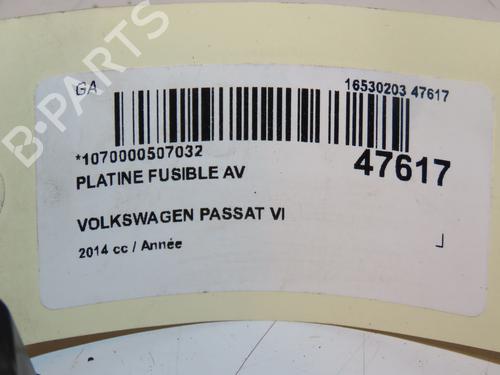 GA
16530203 47617
*1070000507032
47617
PLATINE FUSIBLE AV
VOLKSWAGEN PASSAT VI
2014 cc / Année
B-PARTS